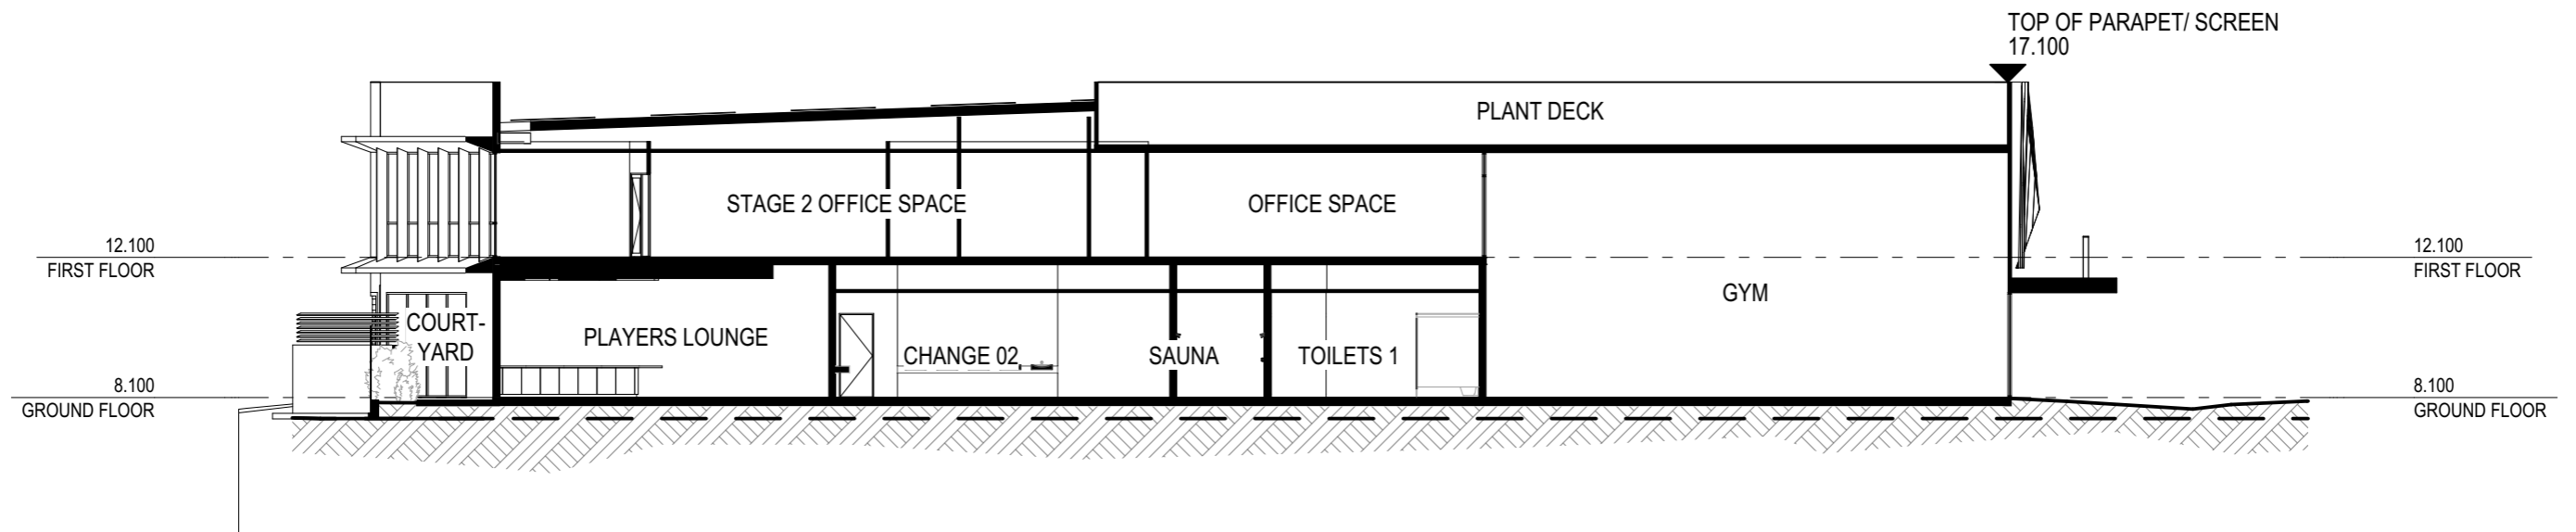 TOP OF PARAPET/ SCREEN
17.100
PLANT DECK
STAGE 2 OFFICE SPACE
OFFICE SPACE
12.100
FIRST FLOOR
12.100
FIRST FLOOR
GYM
COURT-
YARD
PLAYERS LOUNGE
CHANGE 02
SAUNA
TOILETS 1
8.100
GROUND FLOOR
8.100
GROUND FLOOR